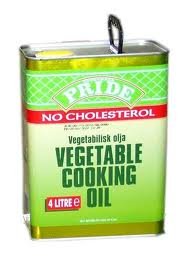 PRIDE
NO CHOLESTEROL
Vegetabilisk olja
VEGETABLE
COOKING
OIL
4 LITRE e